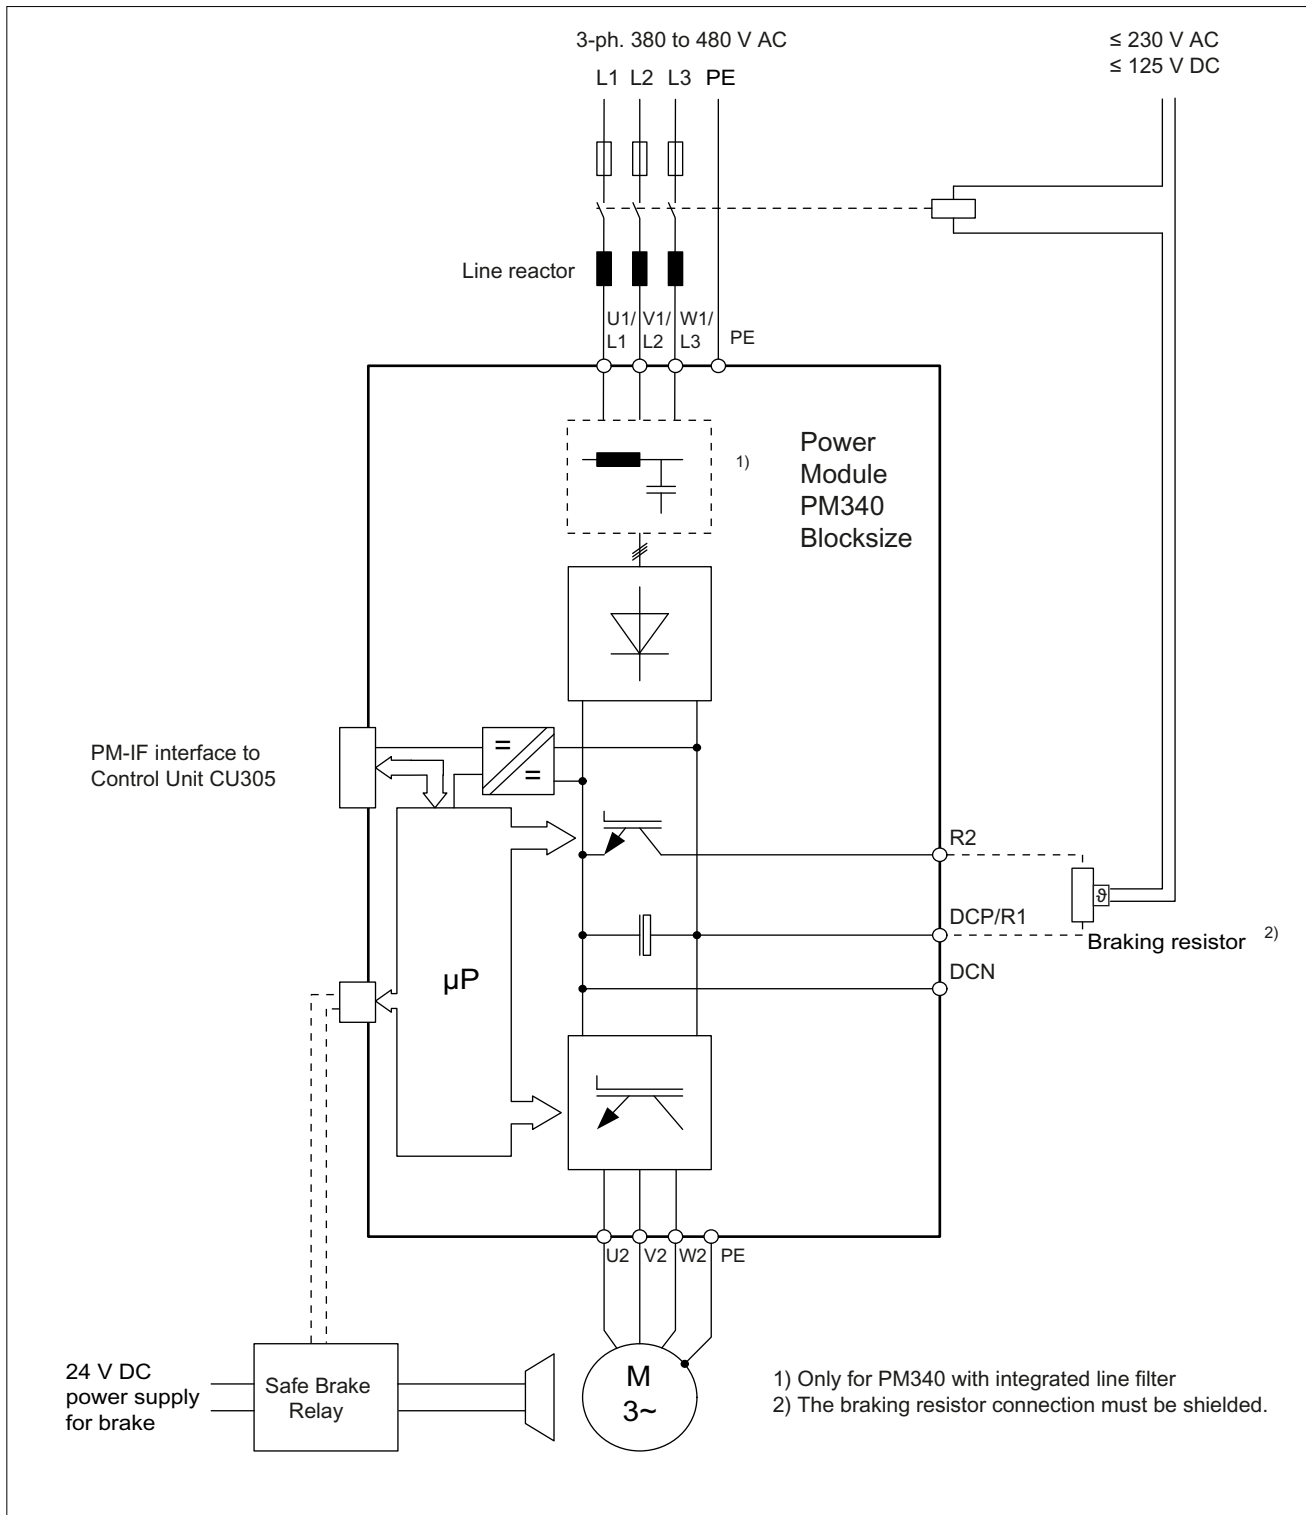 3-ph. 380 to 480 V AC
≤ 230 V AC
≤ 125 V DC
L1 L2 L3 PE
Line reactor
U1/ V1/ W1/
L1 L2 L3 PE
Power
Module
PM340
Blocksize
1)
=
=
PM-IF interface to
Control Unit CU305
R2
ϑ
DCP/R1
Braking resistor 2)
DCN
µP
U2 V2 W2 PE
24 V DC
power supply
for brake
Safe Brake
Relay
M
3~
1) Only for PM340 with integrated line filter
2) The braking resistor connection must be shielded.